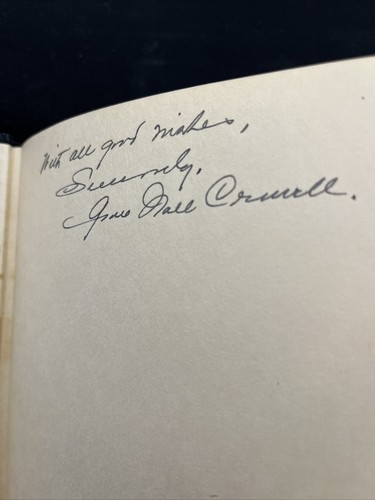 With all good wishes,
Sincerely,
Grace Noll Crowell.